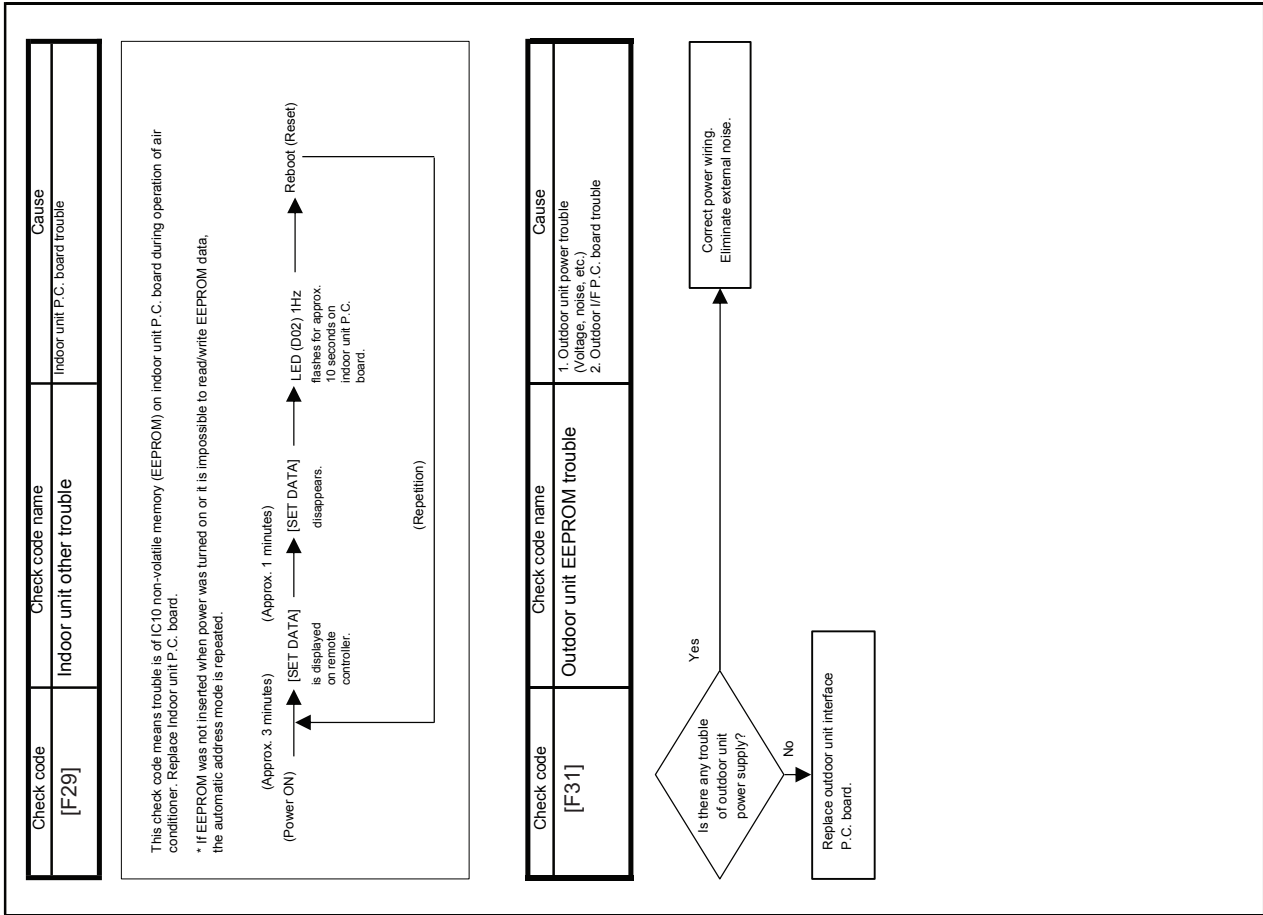 Check code
Check code name
Cause
[F29]
Indoor unit other trouble
Indoor unit P.C. board trouble
This check code means trouble is of IC10 non-volatile memory (EEPROM) on indoor unit P.C. board during operation of air
conditioner. Replace Indoor unit P.C. board.
* If EEPROM was not inserted when power was turned on or it is impossible to read/write EEPROM data,
the automatic address mode is repeated.
(Approx. 3 minutes)
(Approx. 1 minutes)
(Power ON)
[SET DATA]
is displayed
on remote
controller.
[SET DATA]
disappears.
LED (D02) 1Hz
flashes for approx.
10 seconds on
indoor unit P.C.
board.
Reboot (Reset)
(Repetition)
Check code
Check code name
Cause
[F31]
Outdoor unit EEPROM trouble
1. Outdoor unit power trouble
(Voltage, noise, etc.)
2. Outdoor I/F P.C. board trouble
Is there any trouble
of outdoor unit
power supply?
Yes
Correct power wiring.
Eliminate external noise.
No
Replace outdoor unit interface
P.C. board.